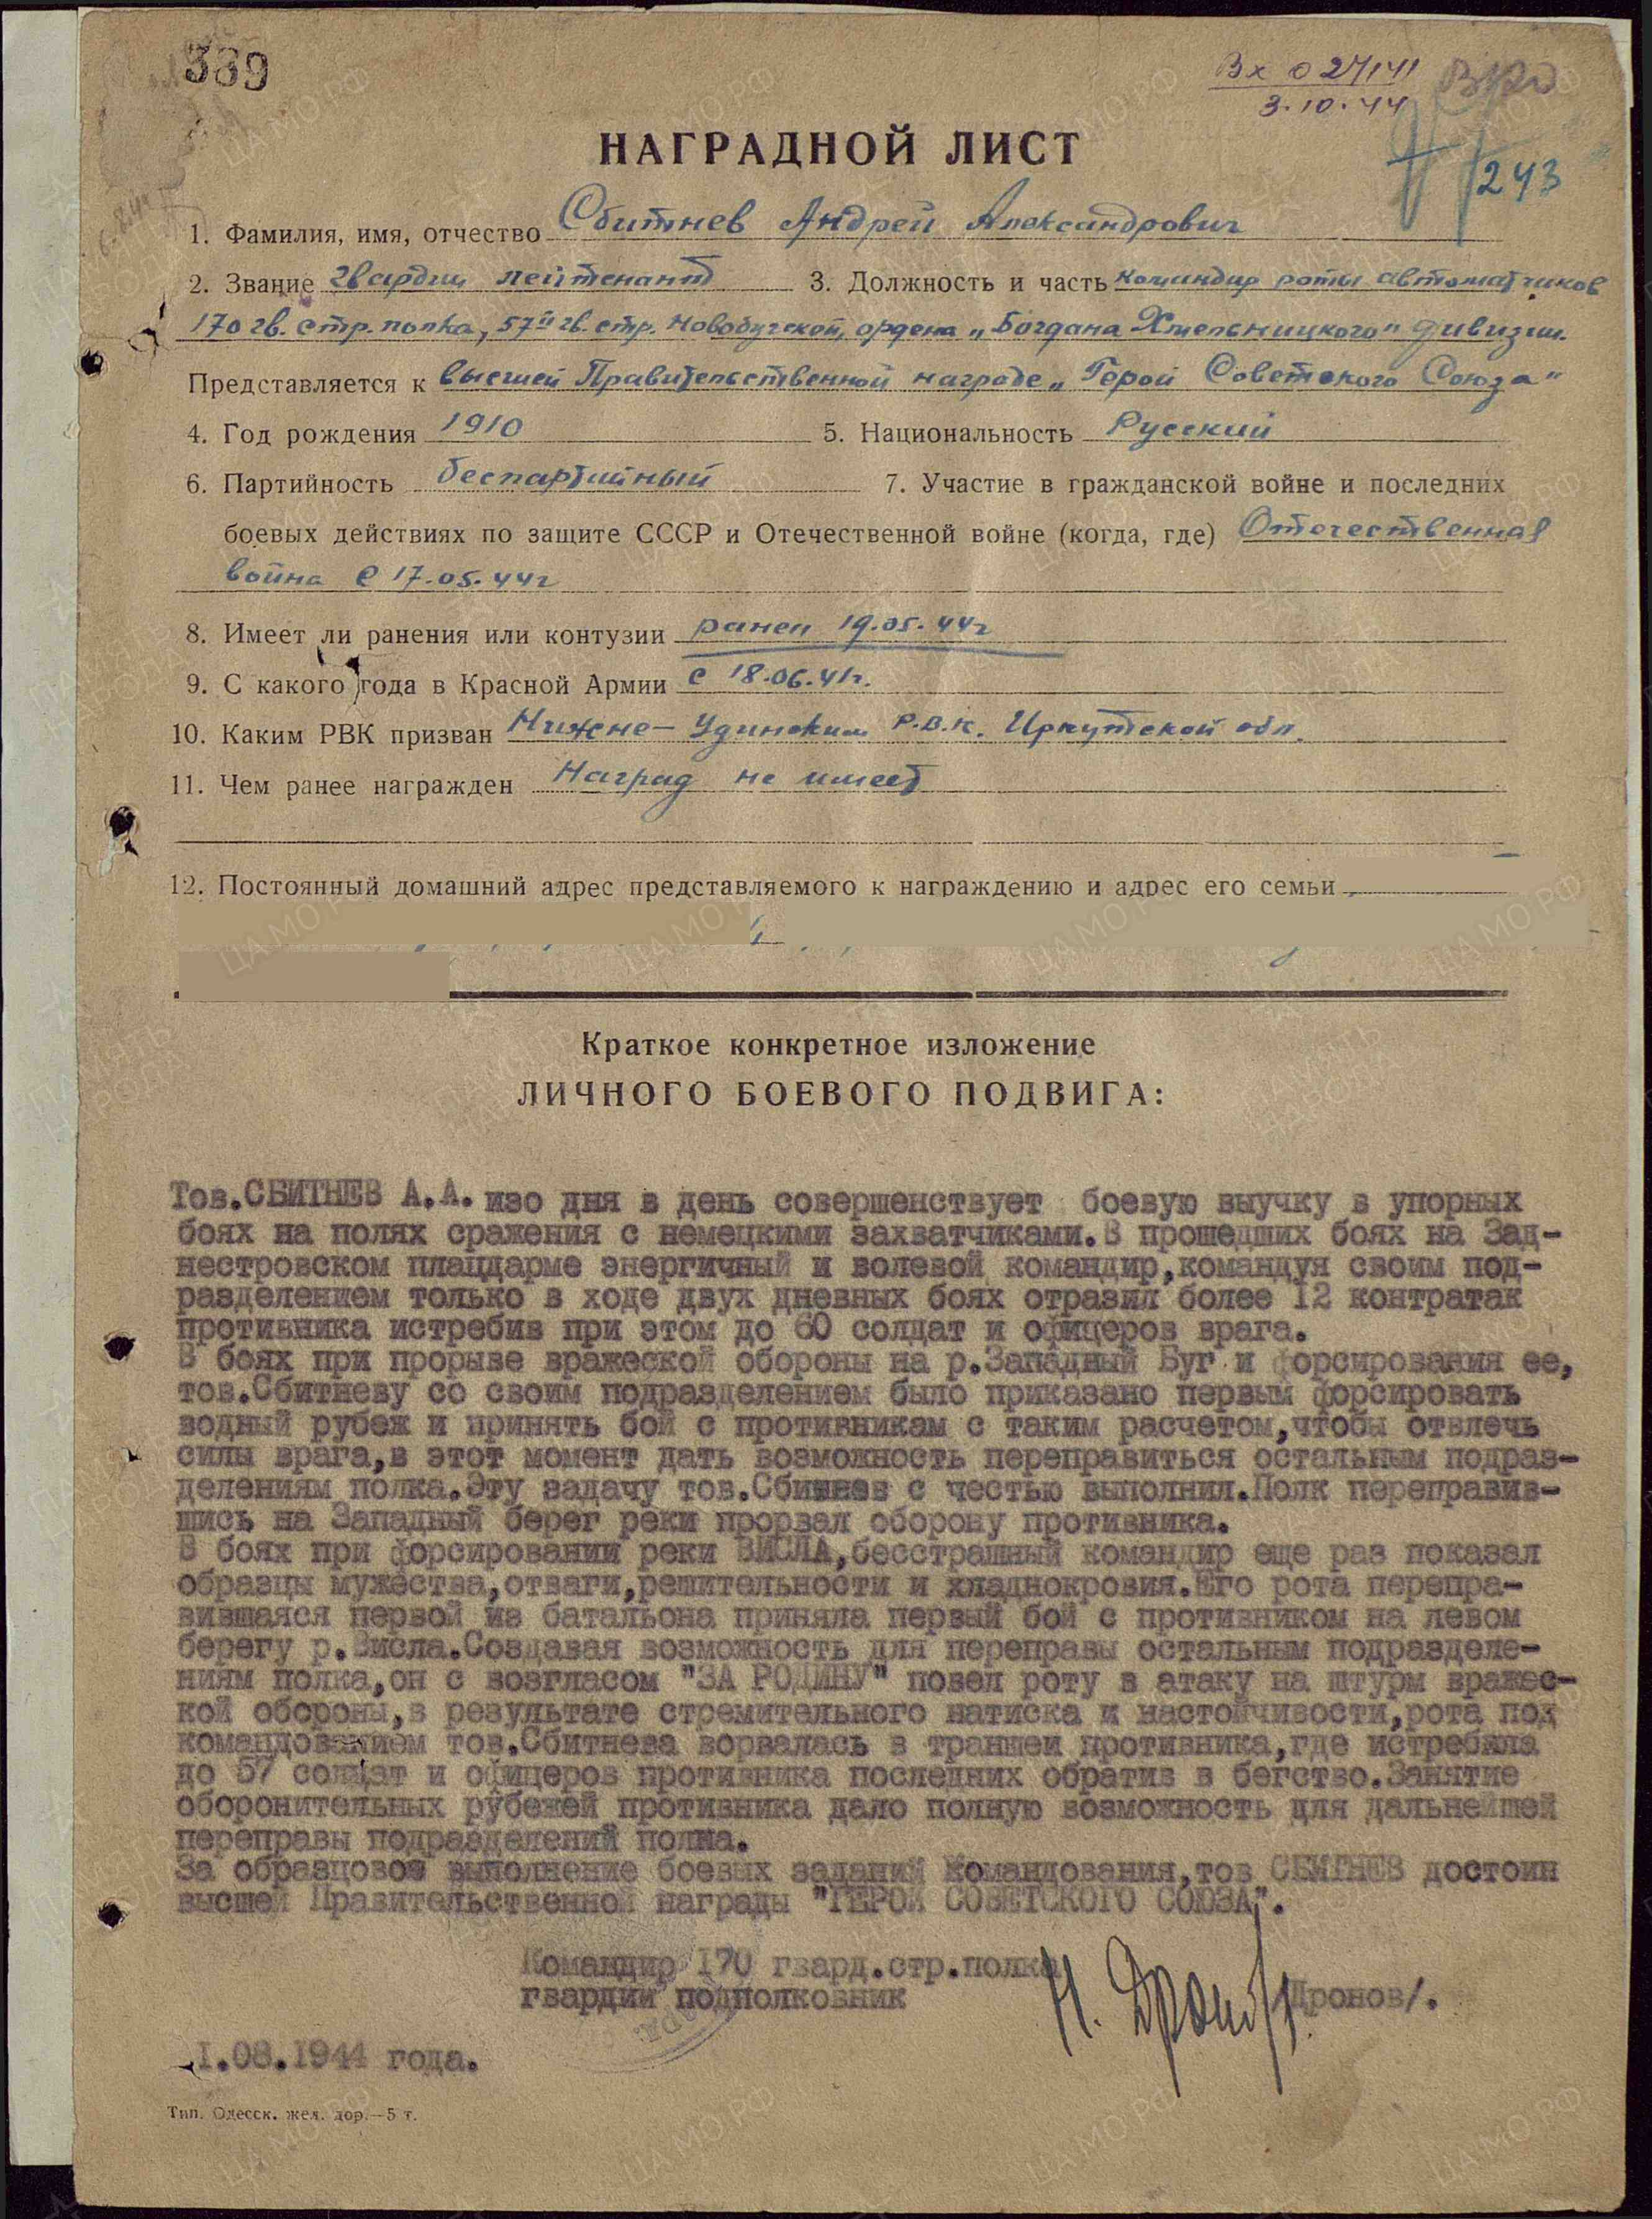 339
Вх 027141
3.10.44
243
НАГРАДНОЙ ЛИСТ
1. Фамилия, имя, отчество Сбитнев Андрей Александрович
2. Звание гвардии лейтенант 3. Должность и часть командир роты автоматчиков
170 гв. стр. полка, 57й гв. стр. Новобугской, ордена „Богдана Хмельницкого" дивизии.
Представляется к высшей Правительственной награде „Герой Советского Союза"
4. Год рождения 1910 5. Национальность Русский
6. Партийность беспартийный 7. Участие в гражданской войне и последних
боевых действиях по защите СССР и Отечественной войне (когда, где) Отечественная
война с 17.05.44г
8. Имеет ли ранения или контузии ранен 19.05.44г
9. С какого года в Красной Армии с 18.06.41г.
10. Каким РВК призван Нижне-Удинским Р.В.К. Иркутской обл.
11. Чем ранее награжден Наград не имеет
12. Постоянный домашний адрес представляемого к награждению и адрес его семьи
Краткое конкретное изложение
ЛИЧНОГО БОЕВОГО ПОДВИГА:
Тов.СБИТНЕВ А.А. изо дня в день совершенствует боевую выучку в упорных
боях на полях сражения с немецкими захватчиками.В прошедших боях на Зад-
нестровском плацдарме энергичный и волевой командир,командуя своим под-
разделением только в ходе двух дневных боях отразил более 12 контратак
противника истребив при этом до 60 солдат и офицеров врага.
В боях при прорыве вражеской обороны на р.Западный Буг и форсирования ее,
тов.Сбитневу со своим подразделением было приказано первым форсировать
водный рубеж и принять бой с противникам с таким расчетом,чтобы отвлечь
силы врага,в этот момент дать возможность переправиться остальным подраз-
делениям полка.Эту задачу тов.Сбитнев с честью выполнил.Полк переправив-
шись на Западный берег реки прорвал оборону противника.
В боях при форсировании реки ВИСЛА,бесстрашный командир еще раз показал
образцы мужества,отваги,решительности и хладнокровия.Его рота перепра-
вившаяся первой из батальона приняла первый бой с противником на левом
берегу р.Висла.Создавая возможность для переправы остальным подразделе-
ниям полка,он с возгласом "ЗА РОДИНУ" повел роту в атаку на штурм вражес-
кой обороны,в результате стремительного натиска и настойчивости,рота под
командованием тов.Сбитнева ворвалась в траншеи противника,где истребила
до 57 солдат и офицеров противника последних обратив в бегство.Занятие
оборонительных рубежей противника дало полную возможность для дальнейшей
переправы подразделений полка.
За образцовое выполнение боевых заданий Командования,тов СБИТНЕВ достоин
высшей Правительственной награды "ГЕРОЙ СОВЕТСКОГО СОЮЗА".
Командир 170 гвард.стр.полка
гвардии подполковник Н. Дронов /Дронов/.
1.08.1944 года.
Тип. Одесск. жел. дор.—5 т.